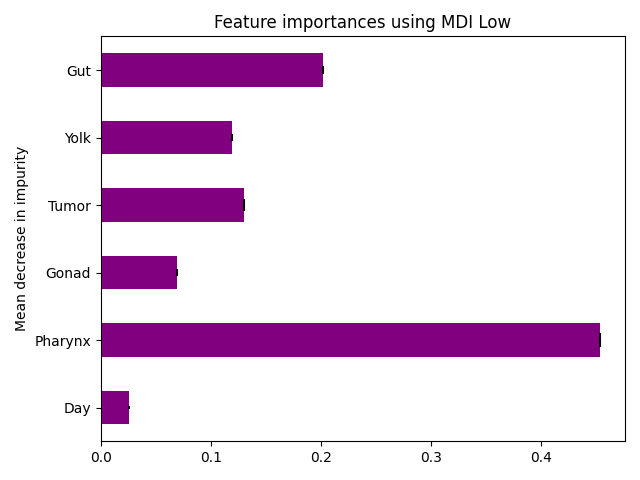 Feature importances using MDI Low
Mean decrease in impurity
Gut
Yolk
Tumor
Gonad
Pharynx
Day
0.0 0.1 0.2 0.3 0.4